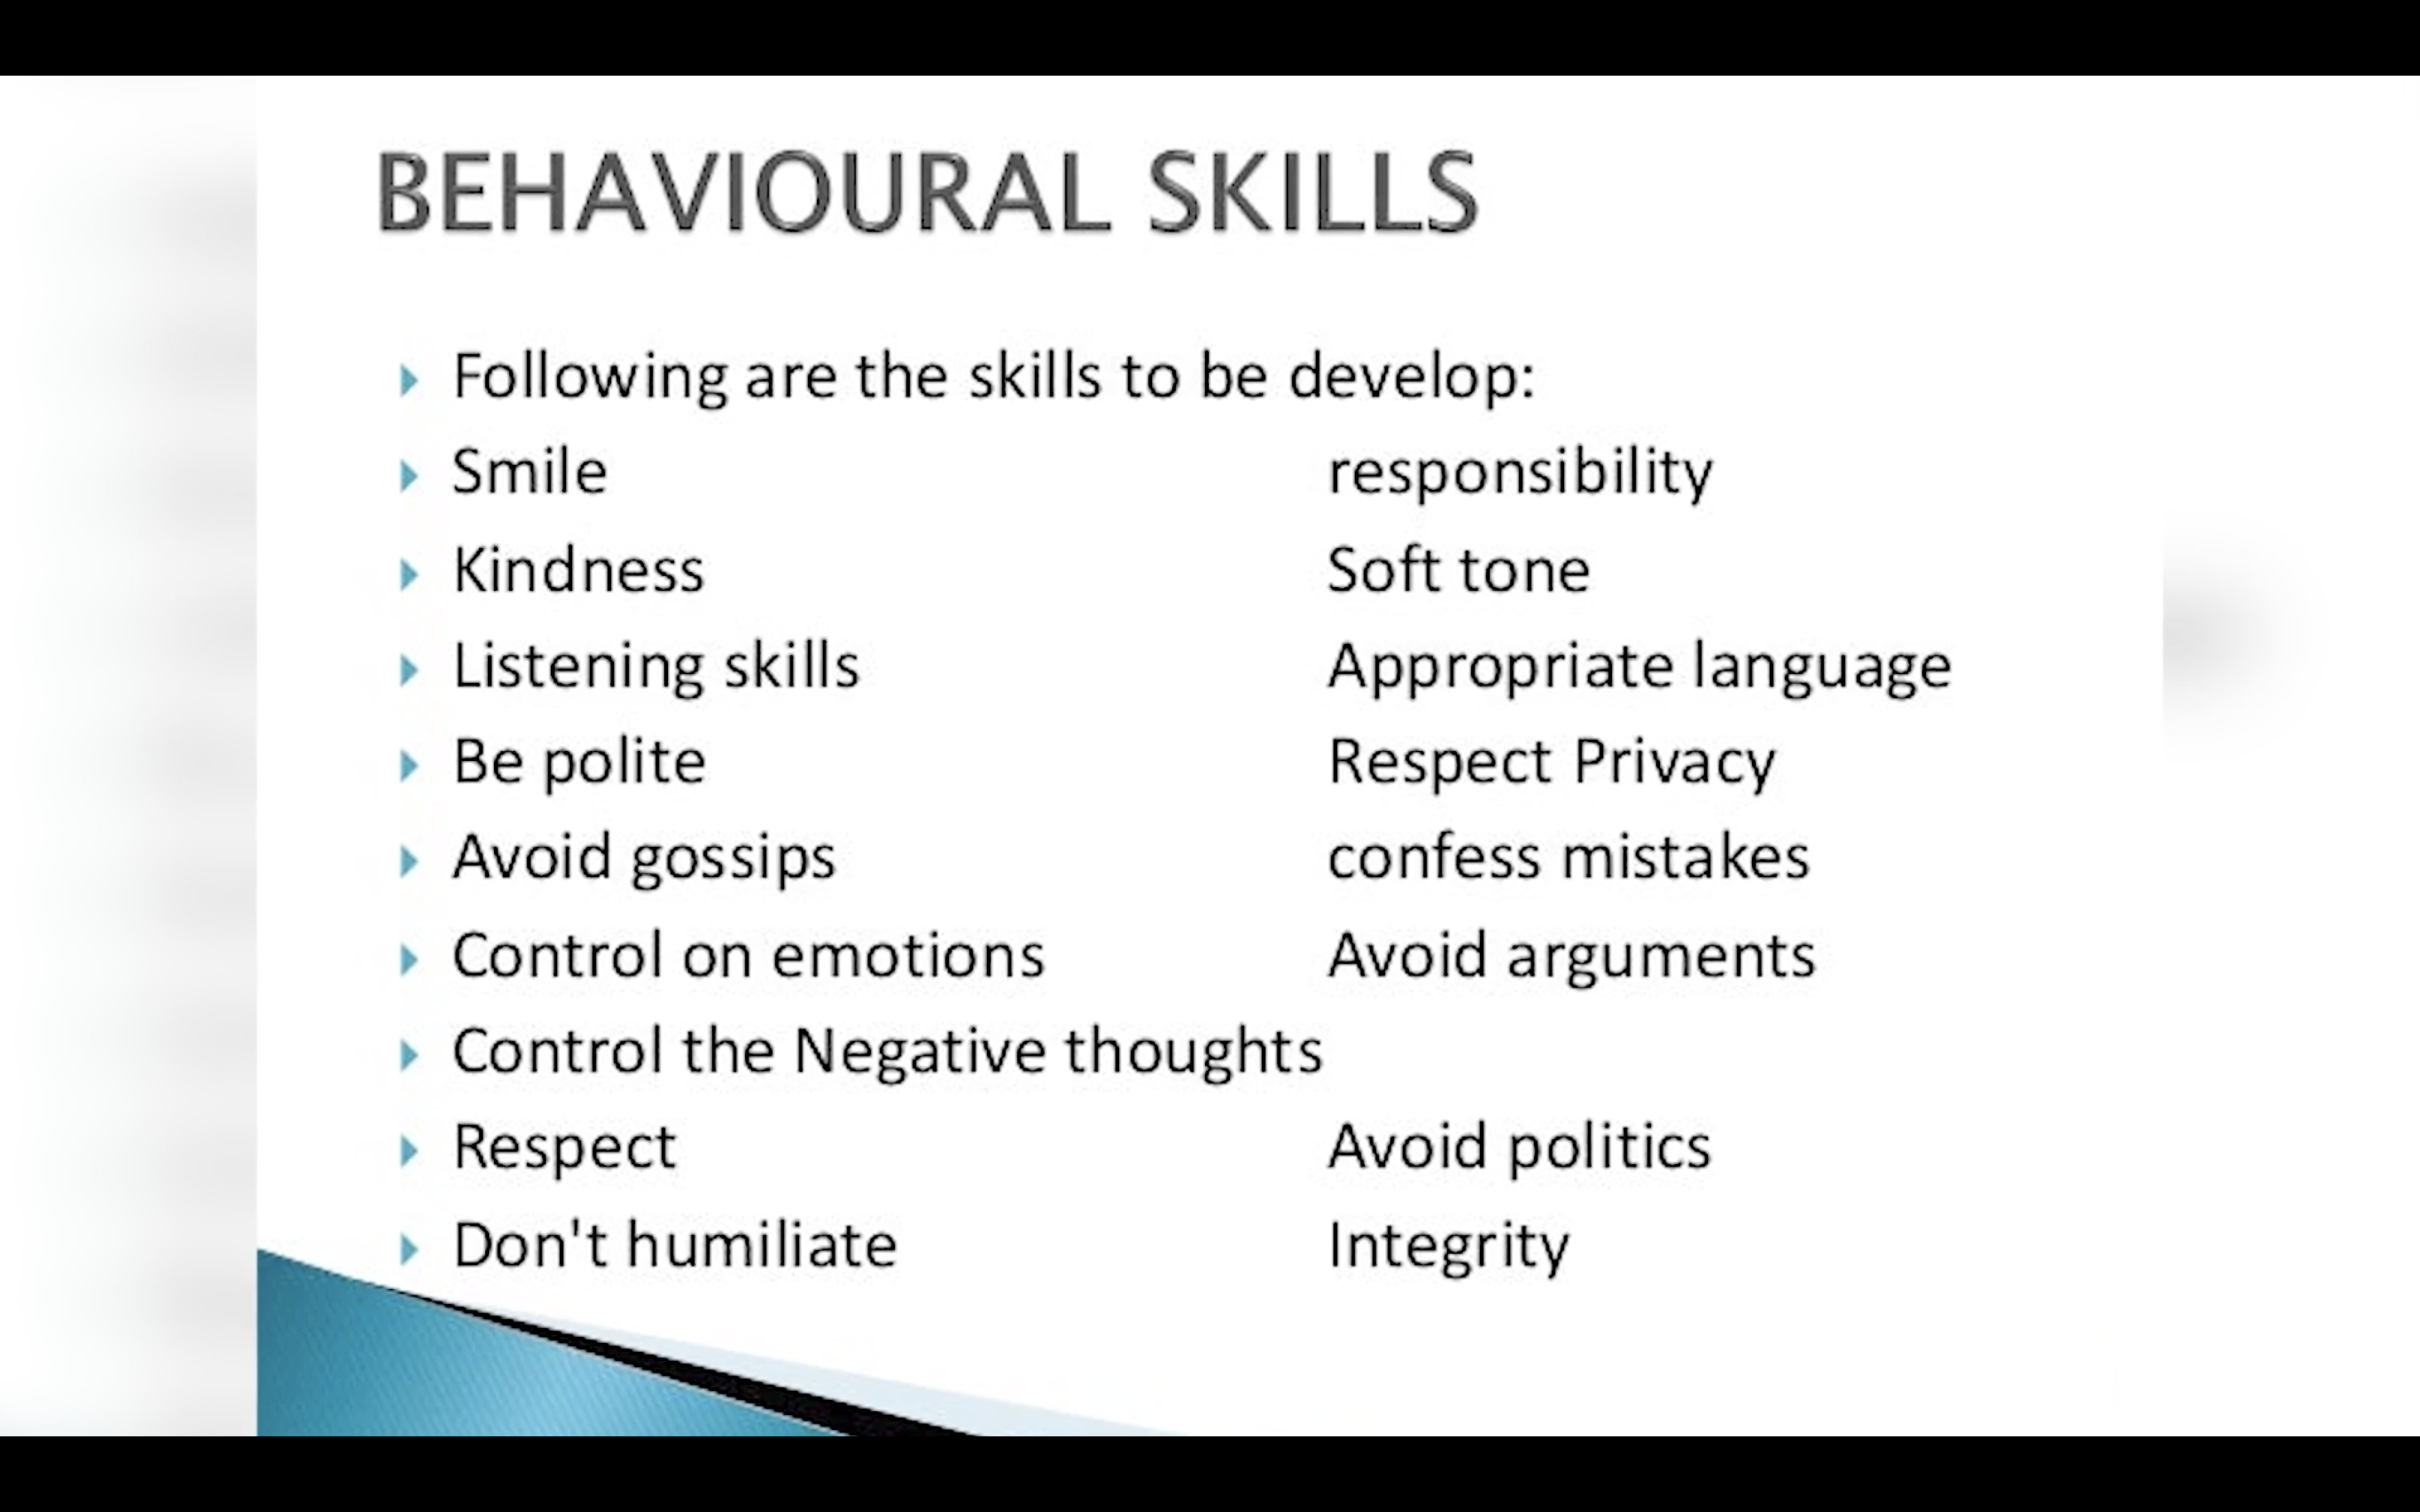 BEHAVIOURAL SKILLS
Following are the skills to be develop:
Smile responsibility
Kindness Soft tone
Listening skills Appropriate language
Be polite Respect Privacy
Avoid gossips confess mistakes
Control on emotions Avoid arguments
Control the Negative thoughts
Respect Avoid politics
Don't humiliate Integrity